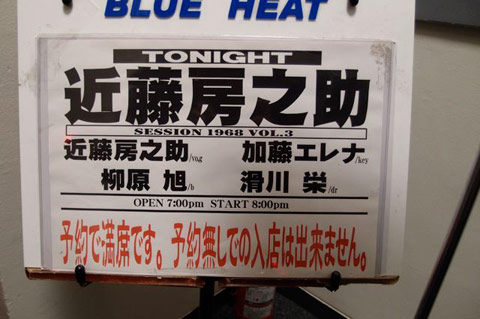 BLUE HEAT
TONIGHT
近藤房之助
SESSION 1968 VOL.3
近藤房之助/vo,g 加藤エレナ/key
柳原 旭/b 滑川 栄/dr
OPEN 7:00pm START 8:00pm
予約で満席です。予約無しでの入店は出来ません。